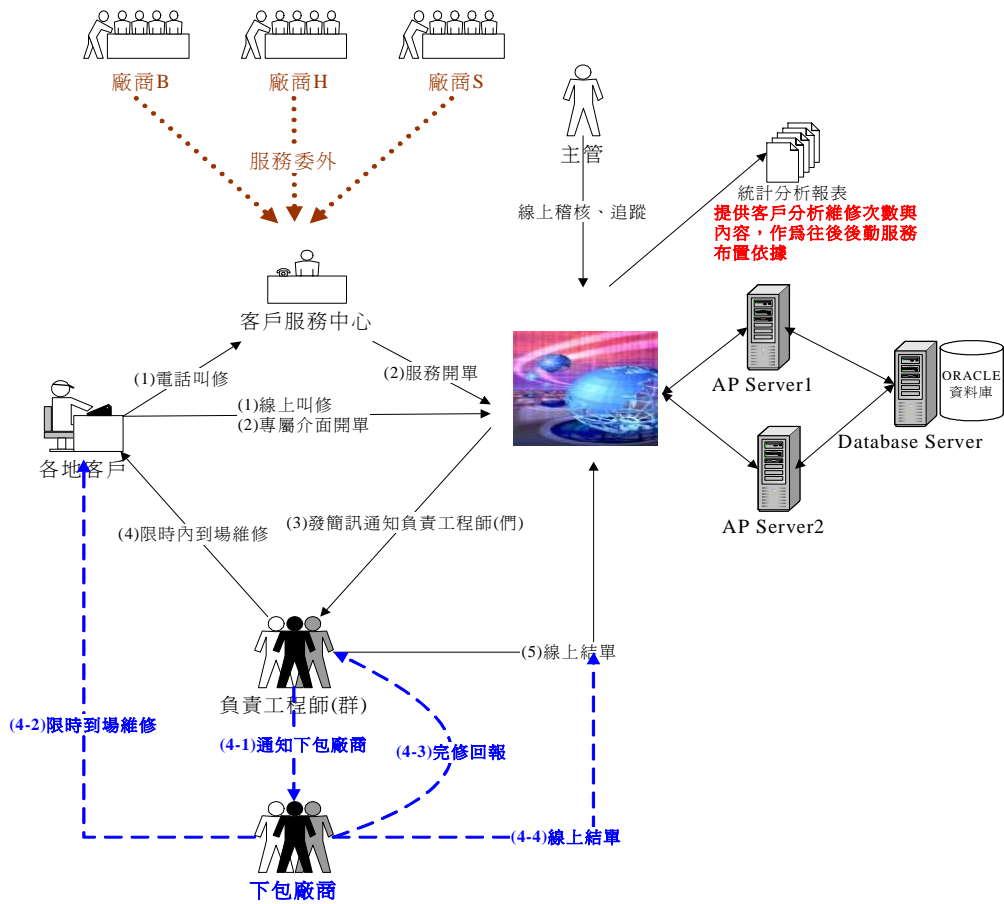 廠商B
廠商H
廠商S
服務委外
主管
線上稽核、追蹤
統計分析報表
提供客戶分析維修次數與
內容，作為往後後勤服務
布置依據
客戶服務中心
(1)電話叫修
(2)服務開單
(1)線上叫修
(2)專屬介面開單
各地客戶
AP Server1
ORACLE
資料庫
Database Server
AP Server2
(3)發簡訊通知負責工程師(們)
(4)限時內到場維修
(5)線上結單
負責工程師(群)
(4-2)限時到場維修
(4-1)通知下包廠商
(4-3)完修回報
(4-4)線上結單
下包廠商